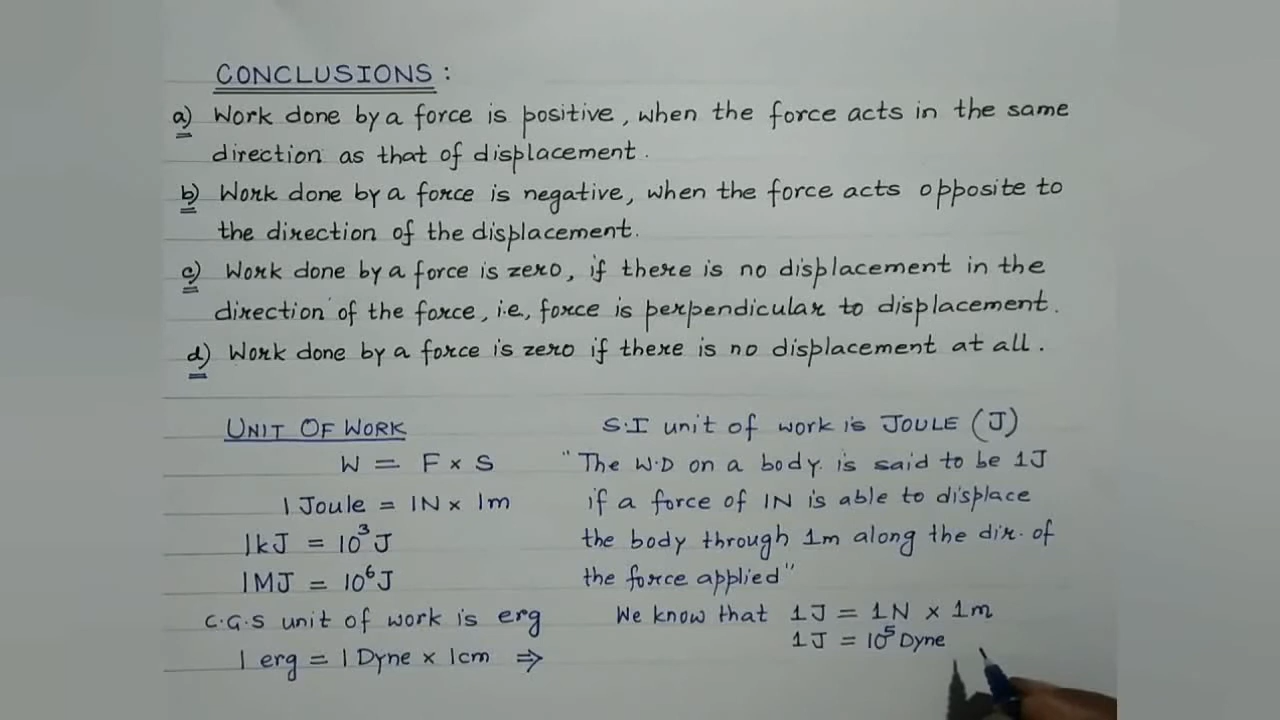 CONCLUSIONS :
a) Work done by a force is positive, when the force acts in the same
direction as that of displacement.
b) Work done by a force is negative, when the force acts opposite to
the direction of the displacement.
c) Work done by a force is zero, if there is no displacement in the
direction of the force, i.e, force is perpendicular to displacement.
d) Work done by a force is zero if there is no displacement at all.
UNIT OF WORK
W = F × S
1 Joule = 1N × 1m
1kJ = 10³J
1MJ = 10⁶J
C.G.S unit of work is erg
1 erg = 1 Dyne × 1cm ⇒
S.I unit of work is JOULE (J)
"The W.D on a body is said to be 1J
if a force of 1N is able to displace
the body through 1m along the dir. of
the force applied"
We know that 1J = 1N × 1m
1J = 10⁵ Dyne